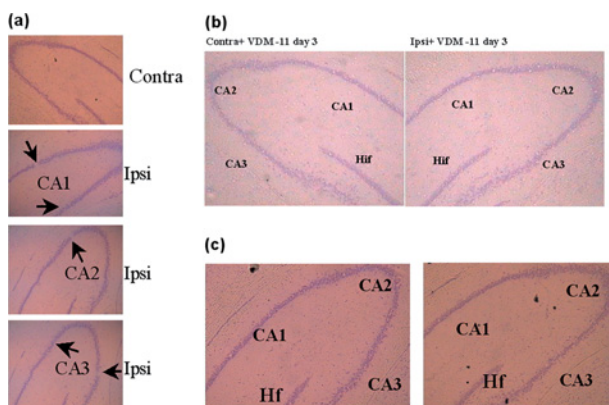 (a)
Contra
CA1
Ipsi
CA2
Ipsi
CA3
Ipsi
(b)
Contra+ VDM -11 day 3
Ipsi+ VDM -11 day 3
CA2
CA1
CA3
Hif
CA1
CA2
Hif
CA3
(c)
CA2
CA1
Hf
CA3
CA2
CA1
Hf
CA3